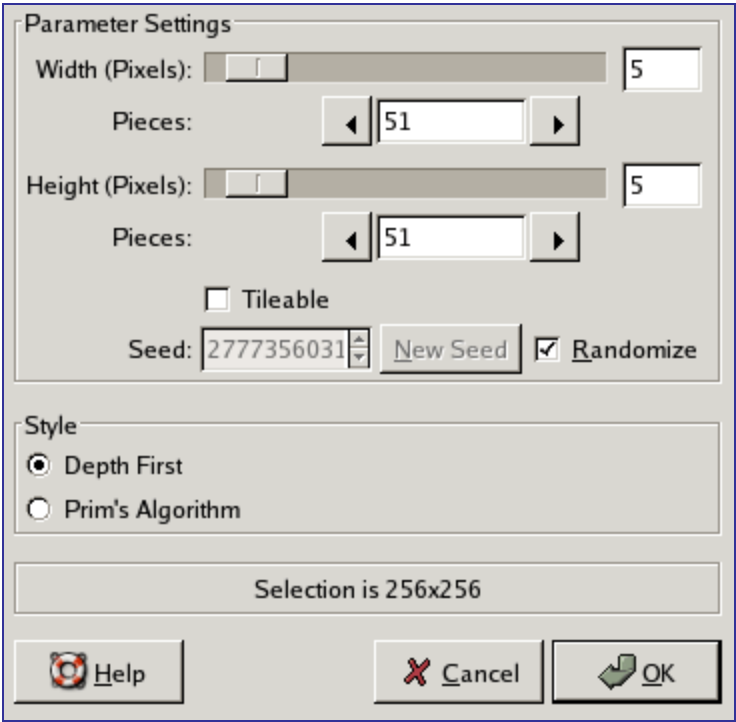 Parameter Settings
Width (Pixels): 5
Pieces: 51
Height (Pixels): 5
Pieces: 51
Tileable
Seed: 2777356031 New Seed Randomize
Style
Depth First
Prim's Algorithm
Selection is 256x256
Help Cancel OK